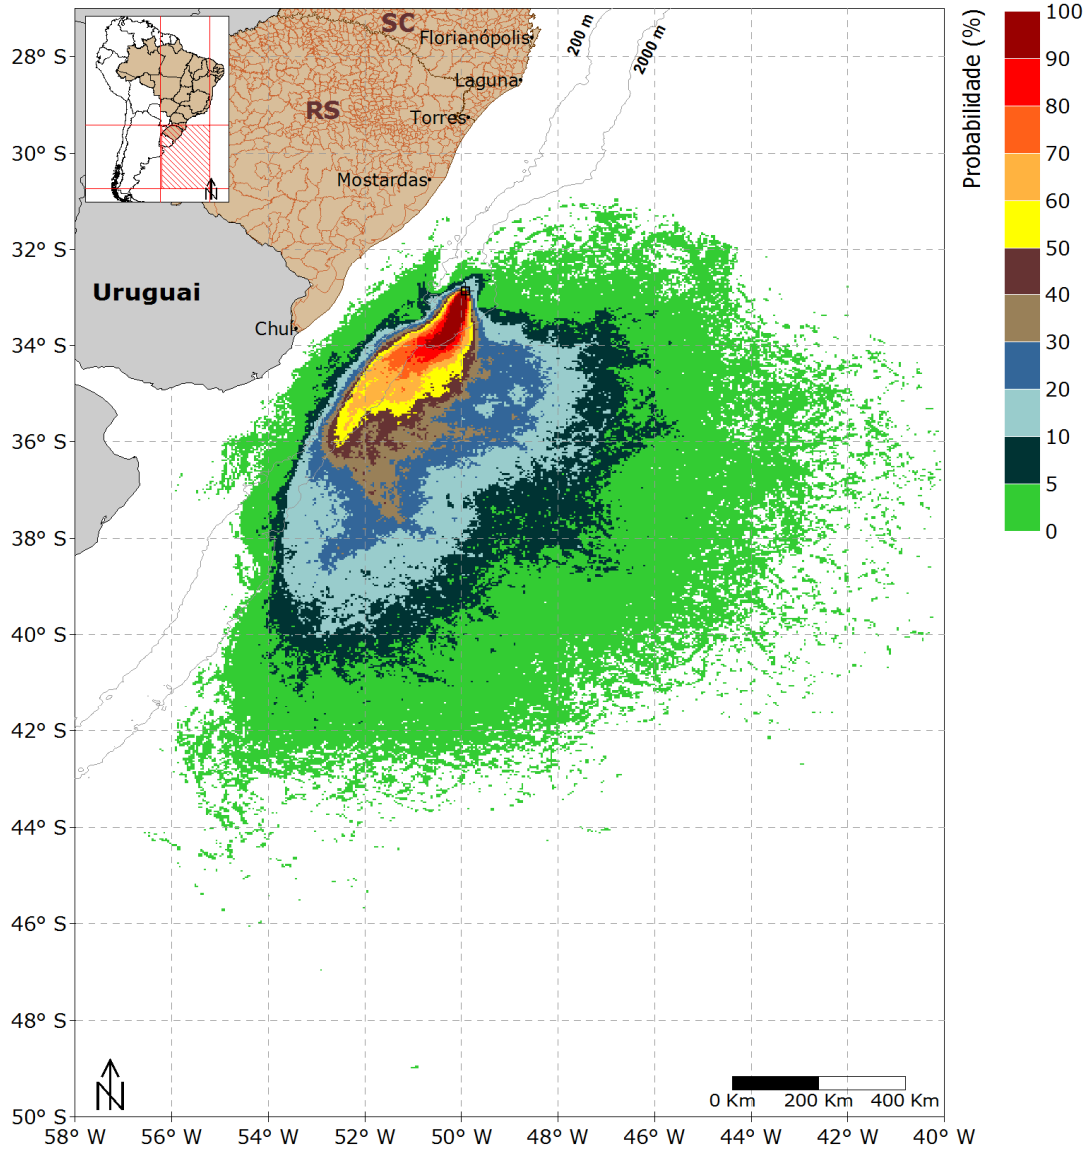 SC
Florianópolis
Laguna
RS
Torres
Mostardas
Uruguai
Chuí
200 m
2000 m
N
28° S
30° S
32° S
34° S
36° S
38° S
40° S
42° S
44° S
46° S
48° S
50° S
58° W 56° W 54° W 52° W 50° W 48° W 46° W 44° W 42° W 40° W
N
0 Km 200 Km 400 Km
Probabilidade (%)
100
90
80
70
60
50
40
30
20
10
5
0